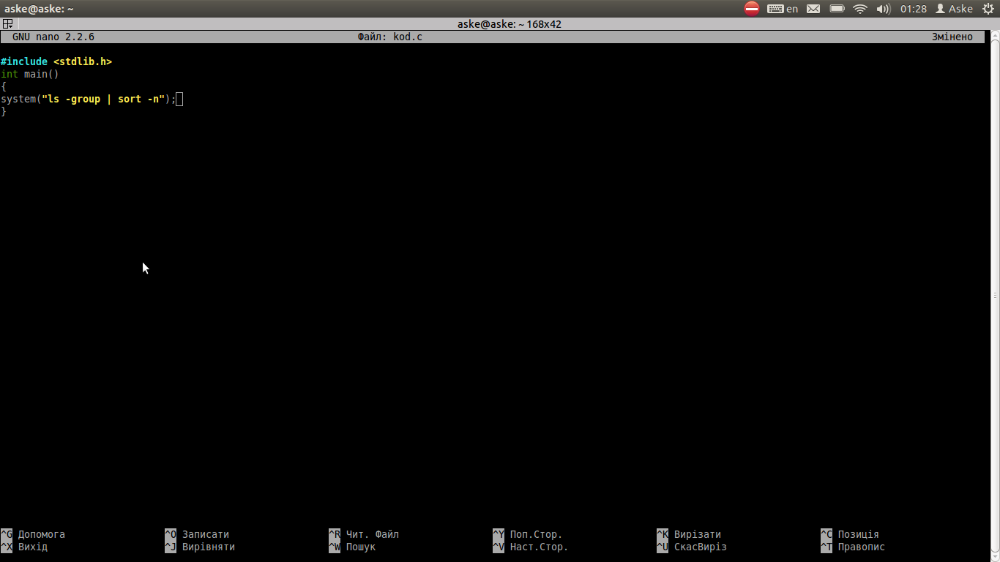 aske@aske: ~ en 01:28 Aske
aske@aske: ~ 168x42
GNU nano 2.2.6 Файл: kod.c Змінено
#include <stdlib.h>
int main()
{
system("ls -group | sort -n");
}
^G Допомога ^O Записати ^R Чит. Файл ^Y Поп.Стор. ^K Вирізати ^C Позиція
^X Вихід ^J Вирівняти ^W Пошук ^V Наст.Стор. ^U СкасВиріз ^T Правопис